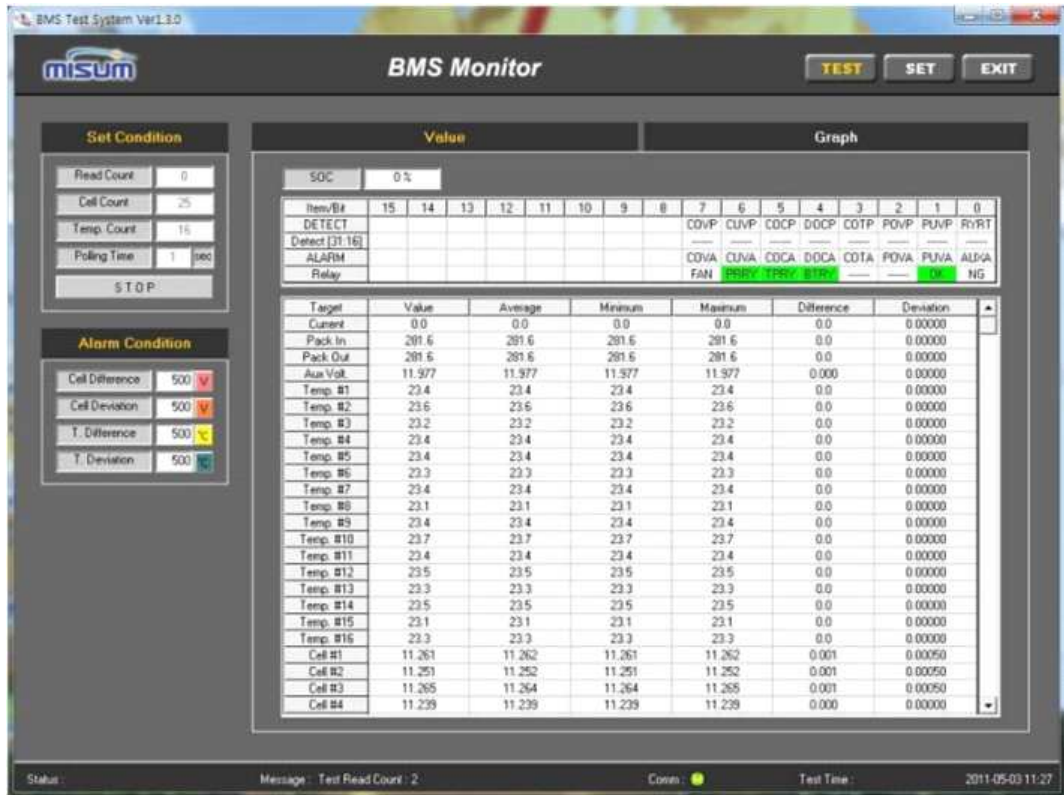 BMS Test System Ver1.3.0
misum
BMS Monitor
TEST SET EXIT
Set Condition
Read Count 0
Cell Count 25
Temp. Count 16
Polling Time 1 sec
STOP
Alarm Condition
Cell Difference 500 V
Cell Deviation 500 V
T. Difference 500 ℃
T. Deviation 500 ℃
Value Graph
SOC 0 %
Item/Bit 15 14 13 12 11 10 9 8 7 6 5 4 3 2 1 0
DETECT COVP CUVP COCP DOCP COTP POVP PUVP RYRT
Detect [31:16] ----- ----- ----- ----- ----- ----- ----- -----
ALARM COVA CUVA COCA DOCA COTA POVA PUVA AUXA
Relay FAN PRRY TPRY BTRY ----- ----- OK NG
Target Value Average Minimum Maximum Difference Deviation
Current 0.0 0.0 0.0 0.0 0.0 0.00000
Pack In 281.6 281.6 281.6 281.6 0.0 0.00000
Pack Out 281.6 281.6 281.6 281.6 0.0 0.00000
Aux Volt. 11.977 11.977 11.977 11.977 0.000 0.00000
Temp. #1 23.4 23.4 23.4 23.4 0.0 0.00000
Temp. #2 23.6 23.6 23.6 23.6 0.0 0.00000
Temp. #3 23.2 23.2 23.2 23.2 0.0 0.00000
Temp. #4 23.4 23.4 23.4 23.4 0.0 0.00000
Temp. #5 23.4 23.4 23.4 23.4 0.0 0.00000
Temp. #6 23.3 23.3 23.3 23.3 0.0 0.00000
Temp. #7 23.4 23.4 23.4 23.4 0.0 0.00000
Temp. #8 23.1 23.1 23.1 23.1 0.0 0.00000
Temp. #9 23.4 23.4 23.4 23.4 0.0 0.00000
Temp. #10 23.7 23.7 23.7 23.7 0.0 0.00000
Temp. #11 23.4 23.4 23.4 23.4 0.0 0.00000
Temp. #12 23.5 23.5 23.5 23.5 0.0 0.00000
Temp. #13 23.3 23.3 23.3 23.3 0.0 0.00000
Temp. #14 23.5 23.5 23.5 23.5 0.0 0.00000
Temp. #15 23.1 23.1 23.1 23.1 0.0 0.00000
Temp. #16 23.3 23.3 23.3 23.3 0.0 0.00000
Cell #1 11.261 11.262 11.261 11.262 0.001 0.00050
Cell #2 11.251 11.252 11.251 11.252 0.001 0.00050
Cell #3 11.265 11.264 11.264 11.265 0.001 0.00050
Cell #4 11.239 11.239 11.239 11.239 0.000 0.00000
Status : Message : Test Read Count : 2 Comm : Test Time : 2011-05-03 11:27